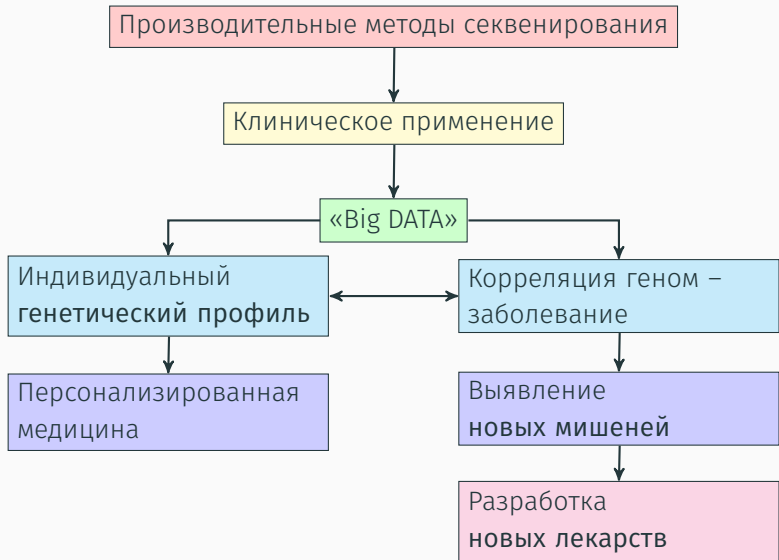 Производительные методы секвенирования
Клиническое применение
«Big DATA»
Индивидуальный
генетический профиль
Корреляция геном –
заболевание
Персонализированная
медицина
Выявление
новых мишеней
Разработка
новых лекарств